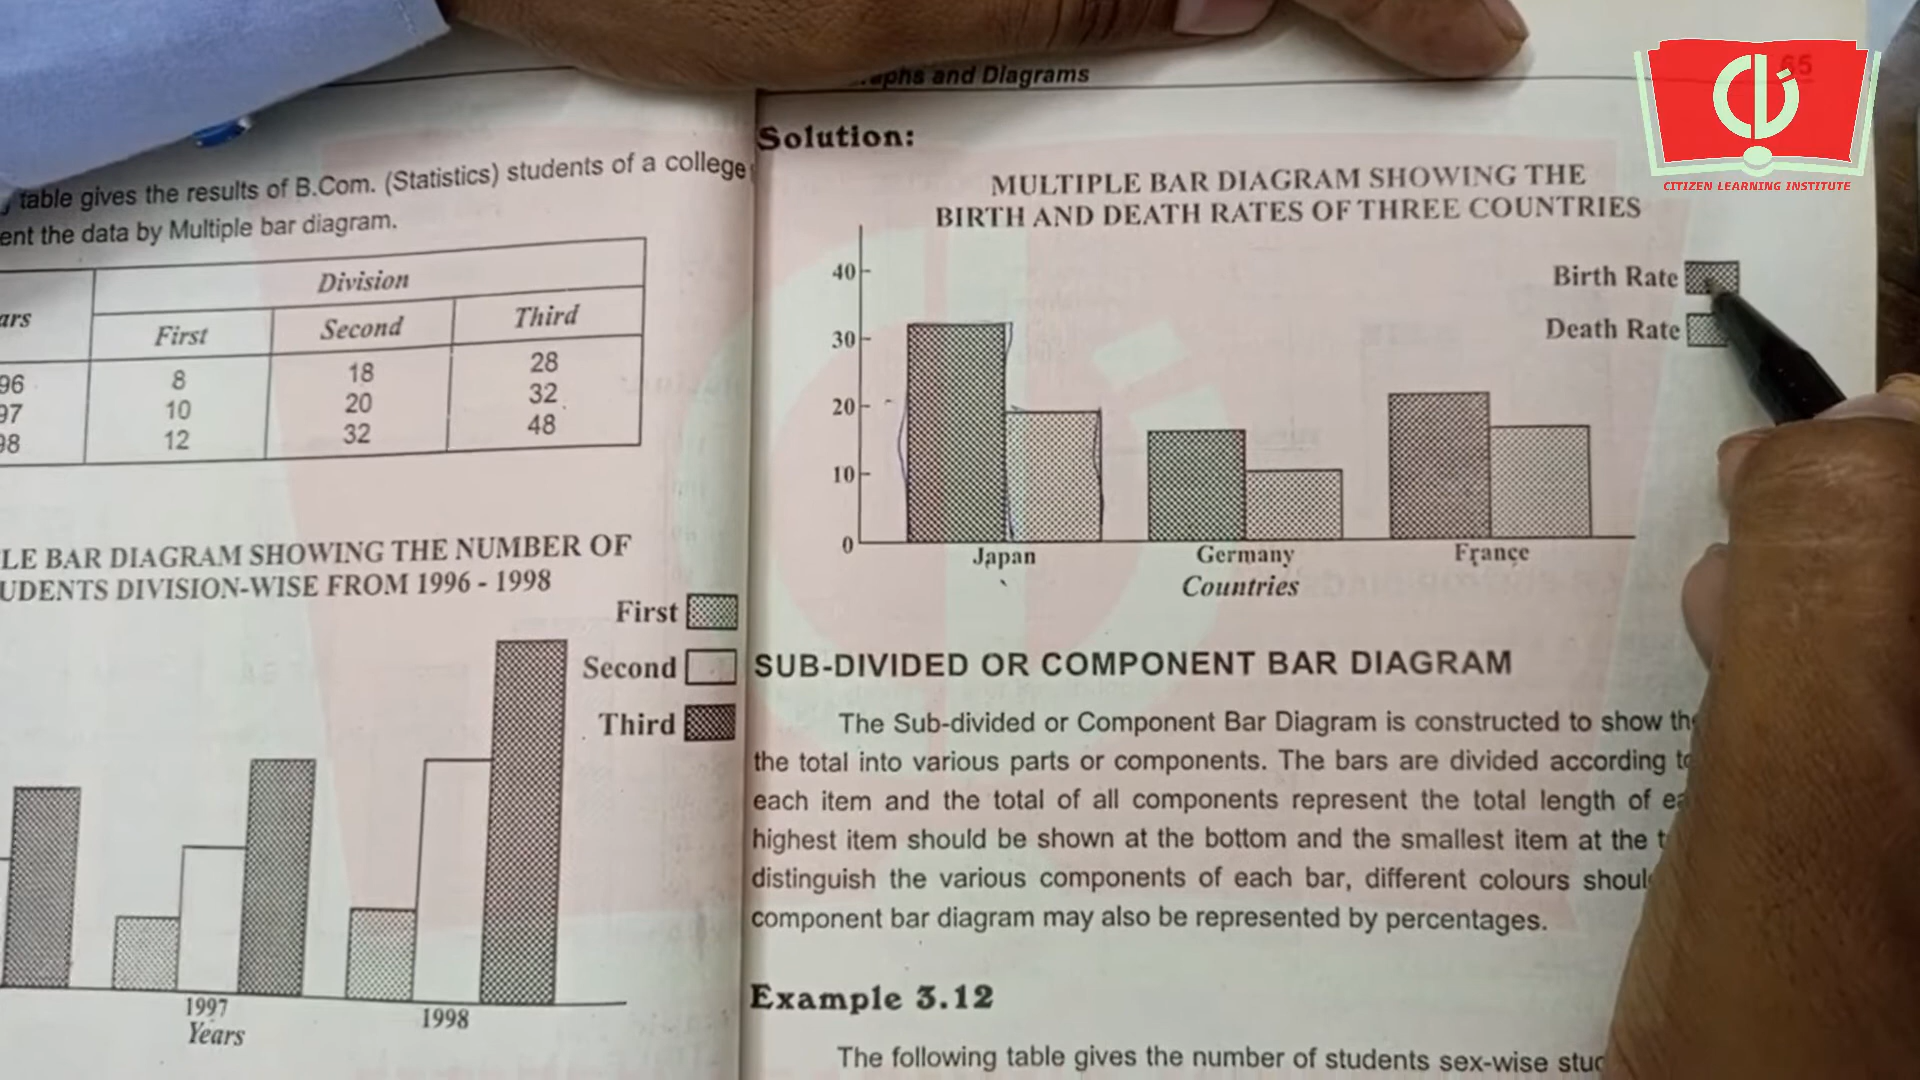 table gives the results of B.Com. (Statistics) students of a college
the data by Multiple bar diagram.
Division
First Second Third
96 8 18 28
97 10 20 32
98 12 32 48
BAR DIAGRAM SHOWING THE NUMBER OF
DIVISION-WISE FROM 1996 - 1998
First
Second
Third
1997 1998
Years
and Diagrams
65
CITIZEN LEARNING INSTITUTE
Solution:
MULTIPLE BAR DIAGRAM SHOWING THE
BIRTH AND DEATH RATES OF THREE COUNTRIES
Birth Rate
Death Rate
40
30
20
10
0
Japan Germany France
Countries
SUB-DIVIDED OR COMPONENT BAR DIAGRAM
The Sub-divided or Component Bar Diagram is constructed to show
the total into various parts or components. The bars are divided according
each item and the total of all components represent the total length of
highest item should be shown at the bottom and the smallest item at the
distinguish the various components of each bar, different colours
component bar diagram may also be represented by percentages.
Example 3.12
The following table gives the number of students sex-wise